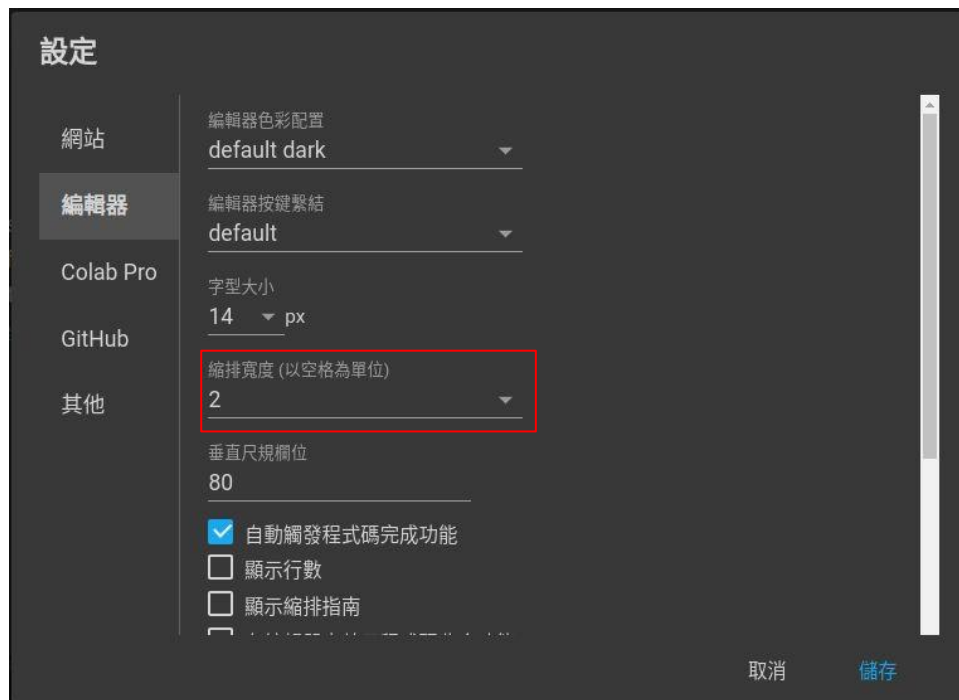 設定
網站
編輯器
Colab Pro
GitHub
其他
編輯器色彩配置
default dark
編輯器按鍵繫結
default
字型大小
14 px
縮排寬度 (以空格為單位)
2
垂直尺規欄位
80
自動觸發程式碼完成功能
顯示行數
顯示縮排指南
取消
儲存